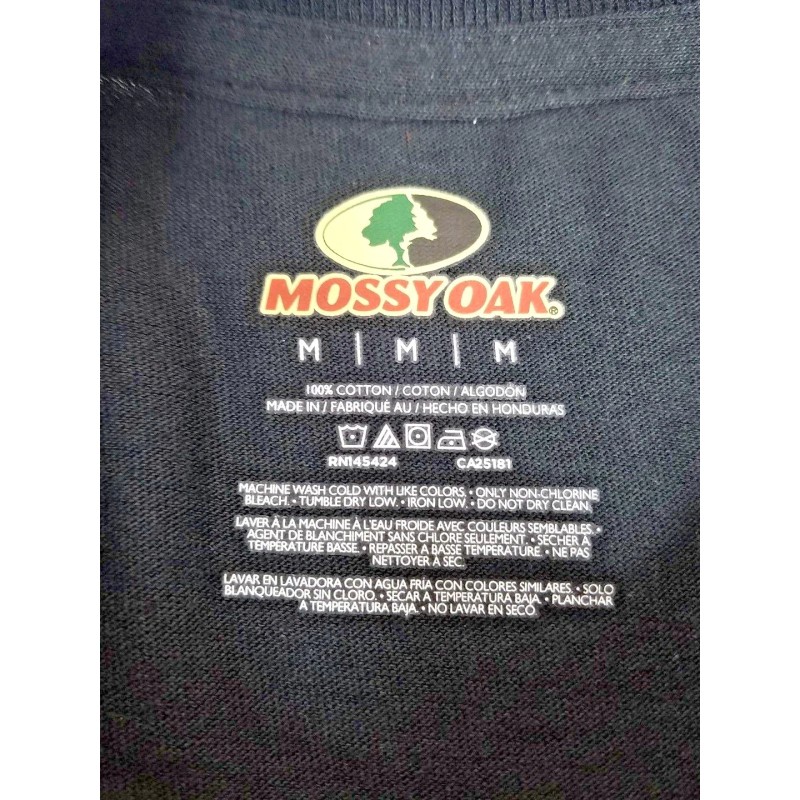 MOSSY OAK®
M | M | M
100% COTTON / COTON / ALGODÓN
MADE IN / FABRIQUÉ AU / HECHO EN HONDURAS
RN145424 CA25181
MACHINE WASH COLD WITH LIKE COLORS. • ONLY NON-CHLORINE
BLEACH. • TUMBLE DRY LOW. • IRON LOW. • DO NOT DRY CLEAN.
LAVER À LA MACHINE À L'EAU FROIDE AVEC COULEURS SEMBLABLES. •
AGENT DE BLANCHIMENT SANS CHLORE SEULEMENT. • SÉCHER À
TEMPÉRATURE BASSE. • REPASSER A BASSE TEMPÉRATURE • NE PAS
NETTOYER À SEC.
LAVAR EN LAVADORA CON AGUA FRÍA CON COLORES SIMILARES. • SOLO
BLANQUEADOR SIN CLORO. • SECAR A TEMPERATURA BAJA. • PLANCHAR
A TEMPERATURA BAJA. • NO LAVAR EN SECO